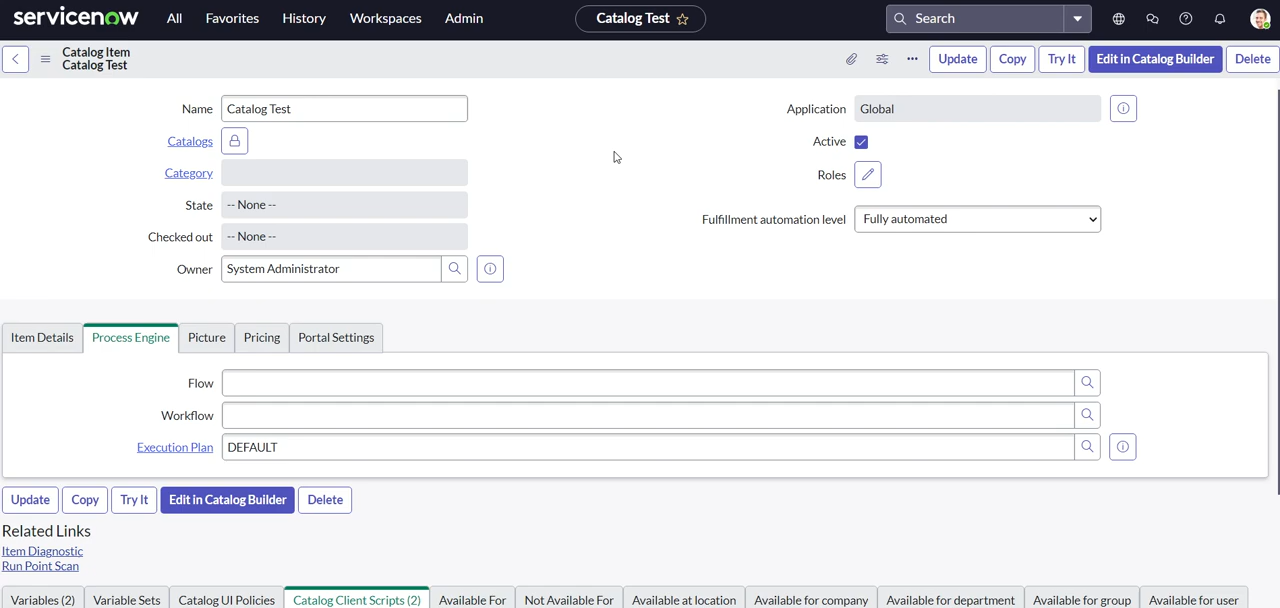 servicenow All Favorites History Workspaces Admin Catalog Test Search
Catalog Item
Catalog Test
Update Copy Try It Edit in Catalog Builder Delete
Name Catalog Test
Application Global
Catalogs
Active
Category
Roles
State -- None --
Fulfillment automation level Fully automated
Checked out -- None --
Owner System Administrator
Item Details Process Engine Picture Pricing Portal Settings
Flow
Workflow
Execution Plan DEFAULT
Update Copy Try It Edit in Catalog Builder Delete
Related Links
Item Diagnostic
Run Point Scan
Variables (2) Variable Sets Catalog UI Policies Catalog Client Scripts (2) Available For Not Available For Available at location Available for company Available for department Available for group Available for user